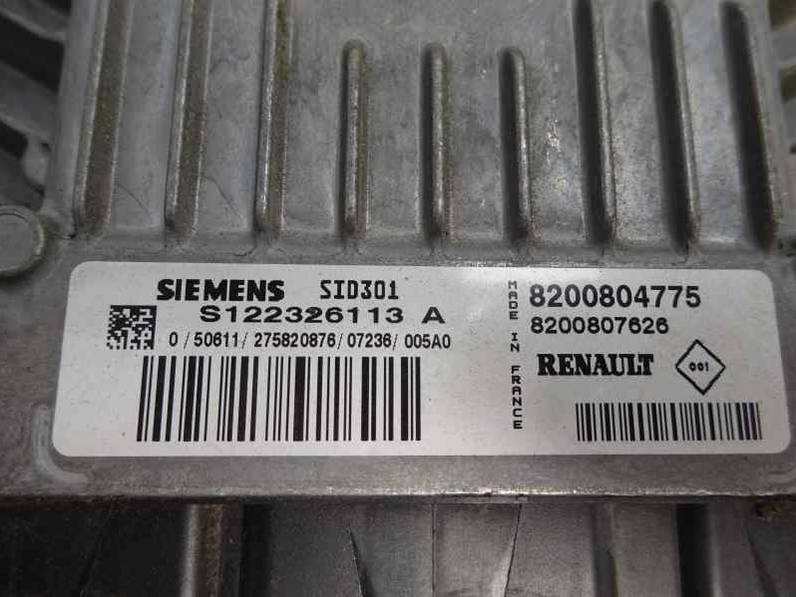 SIEMENS SID301
S122326113 A
0 / 50611 / 275820876 / 07236 / 005A0
MADE IN FRANCE
8200804775
8200807626
RENAULT 001